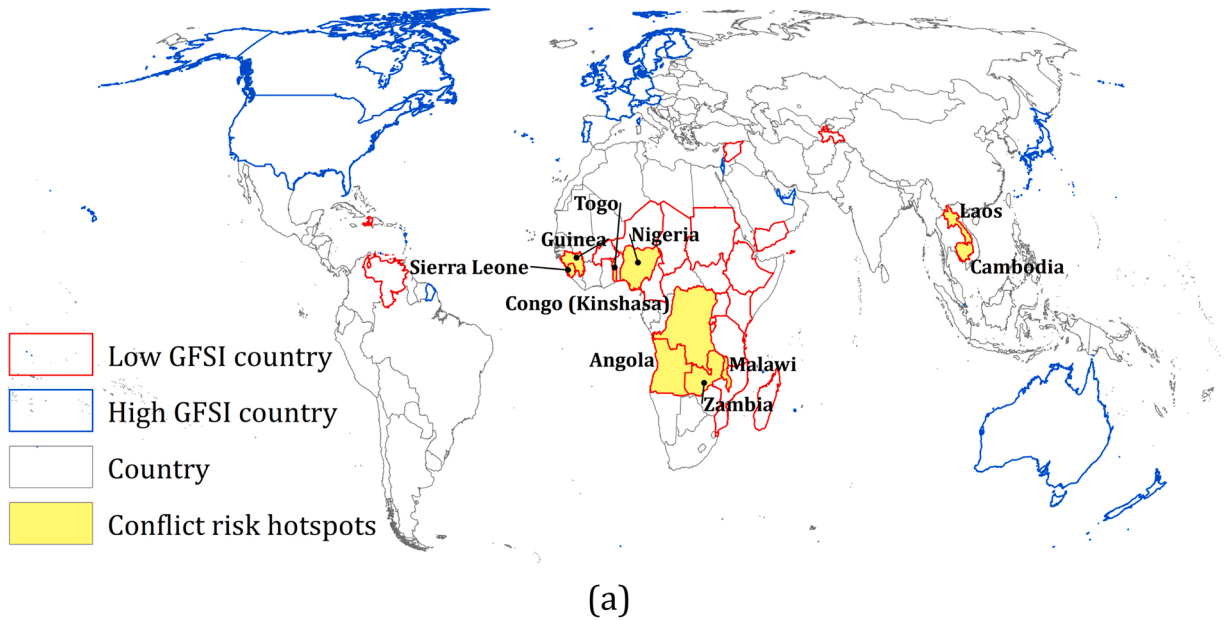 Togo
Guinea
Nigeria
Sierra Leone
Congo (Kinshasa)
Laos
Cambodia
Angola
Malawi
Zambia
Low GFSI country
High GFSI country
Country
Conflict risk hotspots
(a)